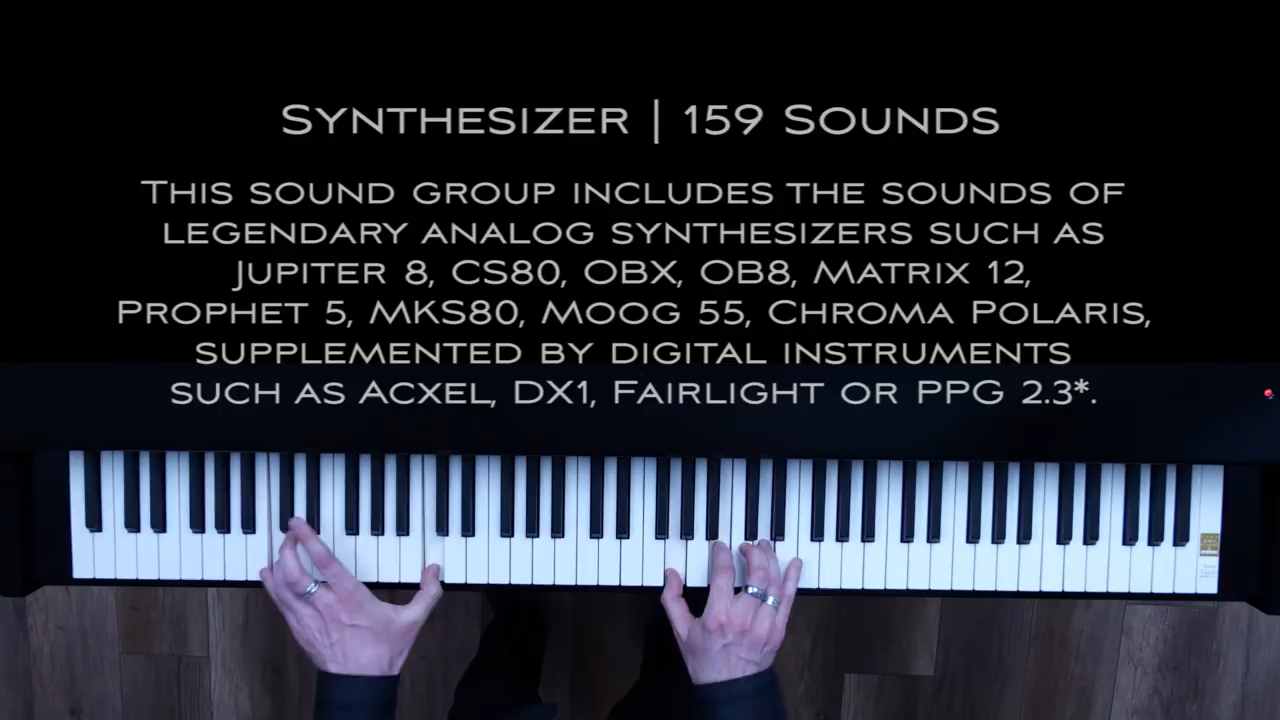 Synthesizer | 159 Sounds
This sound group includes the sounds of
legendary analog synthesizers such as
Jupiter 8, CS80, OBX, OB8, Matrix 12,
Prophet 5, MKS80, Moog 55, Chroma Polaris,
supplemented by digital instruments
such as Acxel, DX1, Fairlight or PPG 2.3*.